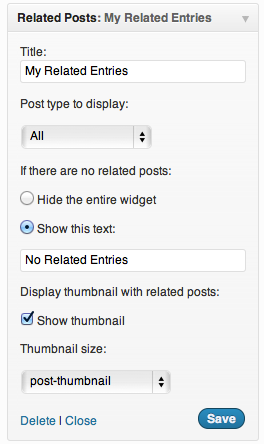 Related Posts: My Related Entries
Title:
My Related Entries
Post type to display:
All
If there are no related posts:
Hide the entire widget
Show this text:
No Related Entries
Display thumbnail with related posts:
Show thumbnail
Thumbnail size:
post-thumbnail
Delete | Close Save